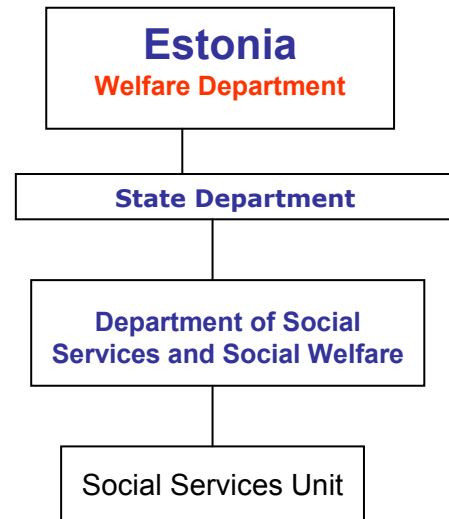 Estonia
Welfare Department
State Department
Department of Social
Services and Social Welfare
Social Services Unit